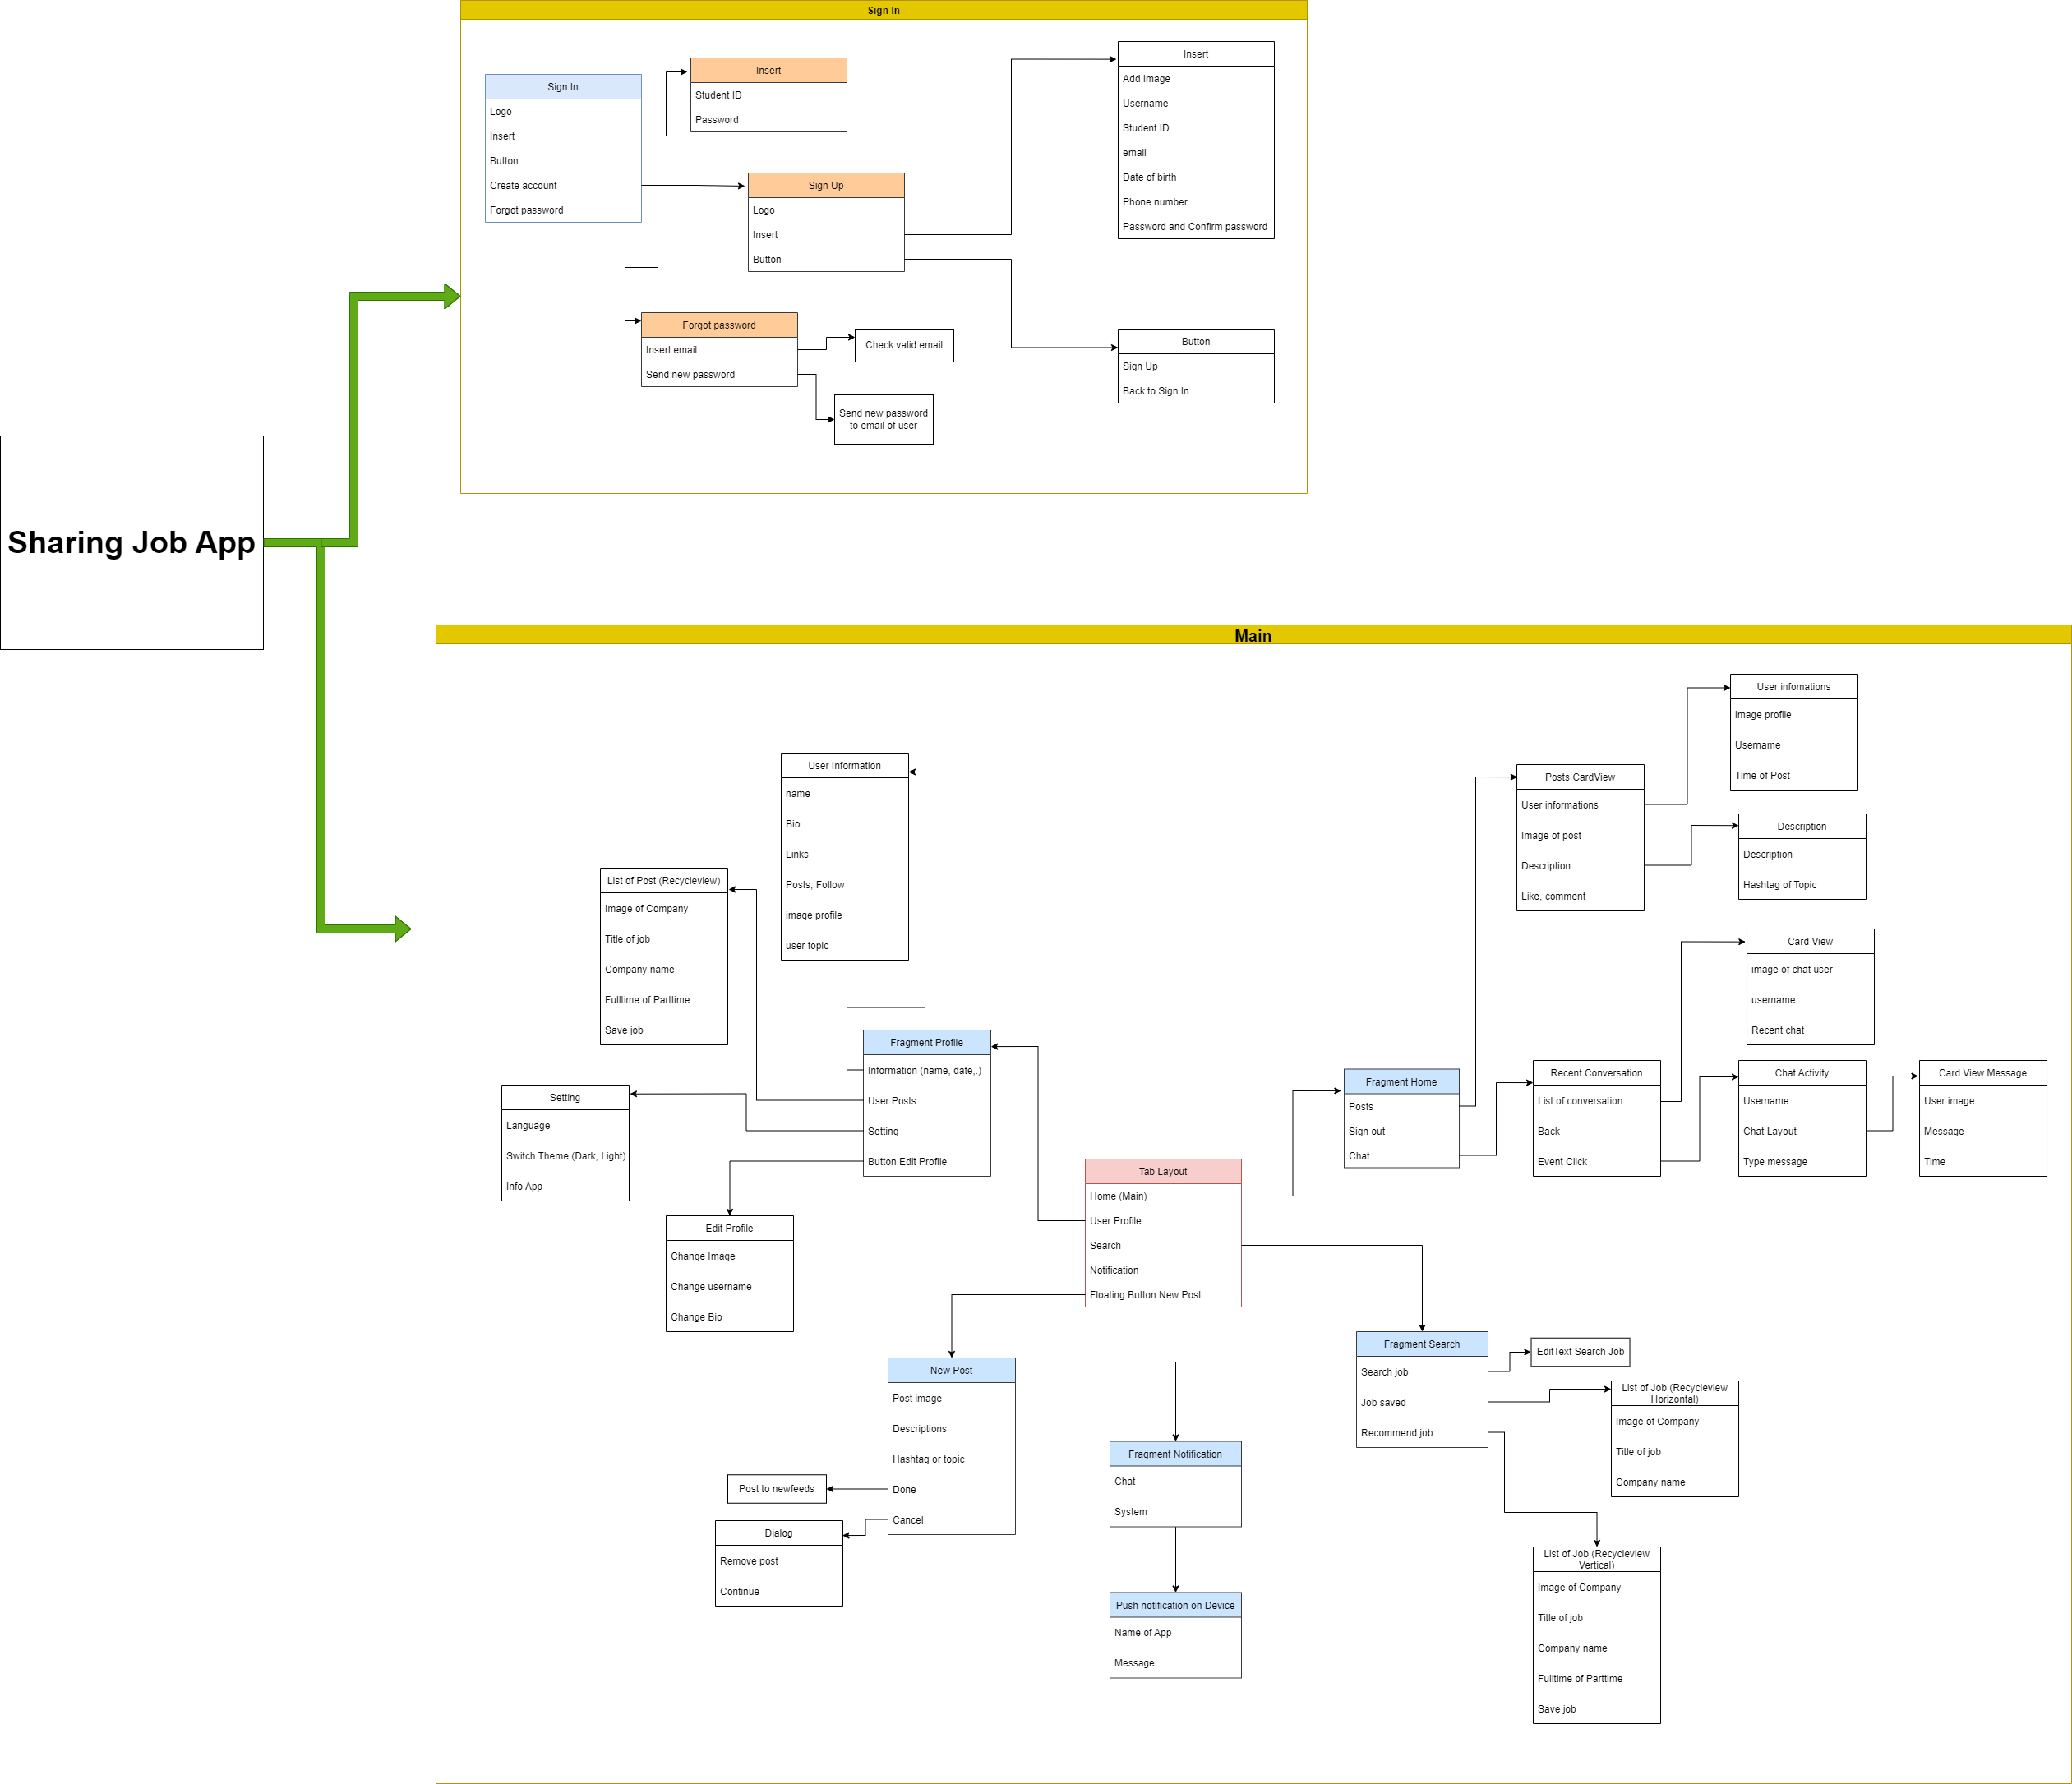 Sign In
Sign In
Logo
Insert
Button
Create account
Forgot password
Insert
Student ID
Password
Sign Up
Logo
Insert
Button
Insert
Add Image
Username
Student ID
email
Date of birth
Phone number
Password and Confirm password
Forgot password
Insert email
Send new password
Check valid email
Send new password
to email of user
Button
Sign Up
Back to Sign In
Sharing Job App
Main
User Information
name
Bio
Links
Posts, Follow
image profile
user topic
List of Post (Recycleview)
Image of Company
Title of job
Company name
Fulltime of Parttime
Save job
Fragment Profile
Information (name, date,.)
User Posts
Setting
Button Edit Profile
Setting
Language
Switch Theme (Dark, Light)
Info App
Edit Profile
Change Image
Change username
Change Bio
Tab Layout
Home (Main)
User Profile
Search
Notification
Floating Button New Post
Fragment Home
Posts
Sign out
Chat
Posts CardView
User informations
Image of post
Description
Like, comment
User infomations
image profile
Username
Time of Post
Description
Description
Hashtag of Topic
Recent Conversation
List of conversation
Back
Event Click
Card View
image of chat user
username
Recent chat
Chat Activity
Username
Chat Layout
Type message
Card View Message
User image
Message
Time
New Post
Post image
Descriptions
Hashtag or topic
Done
Cancel
Post to newfeeds
Dialog
Remove post
Continue
Fragment Notification
Chat
System
Push notification on Device
Name of App
Message
Fragment Search
Search job
Job saved
Recommend job
EditText Search Job
List of Job (Recycleview
Horizontal)
Image of Company
Title of job
Company name
List of Job (Recycleview
Vertical)
Image of Company
Title of job
Company name
Fulltime of Parttime
Save job